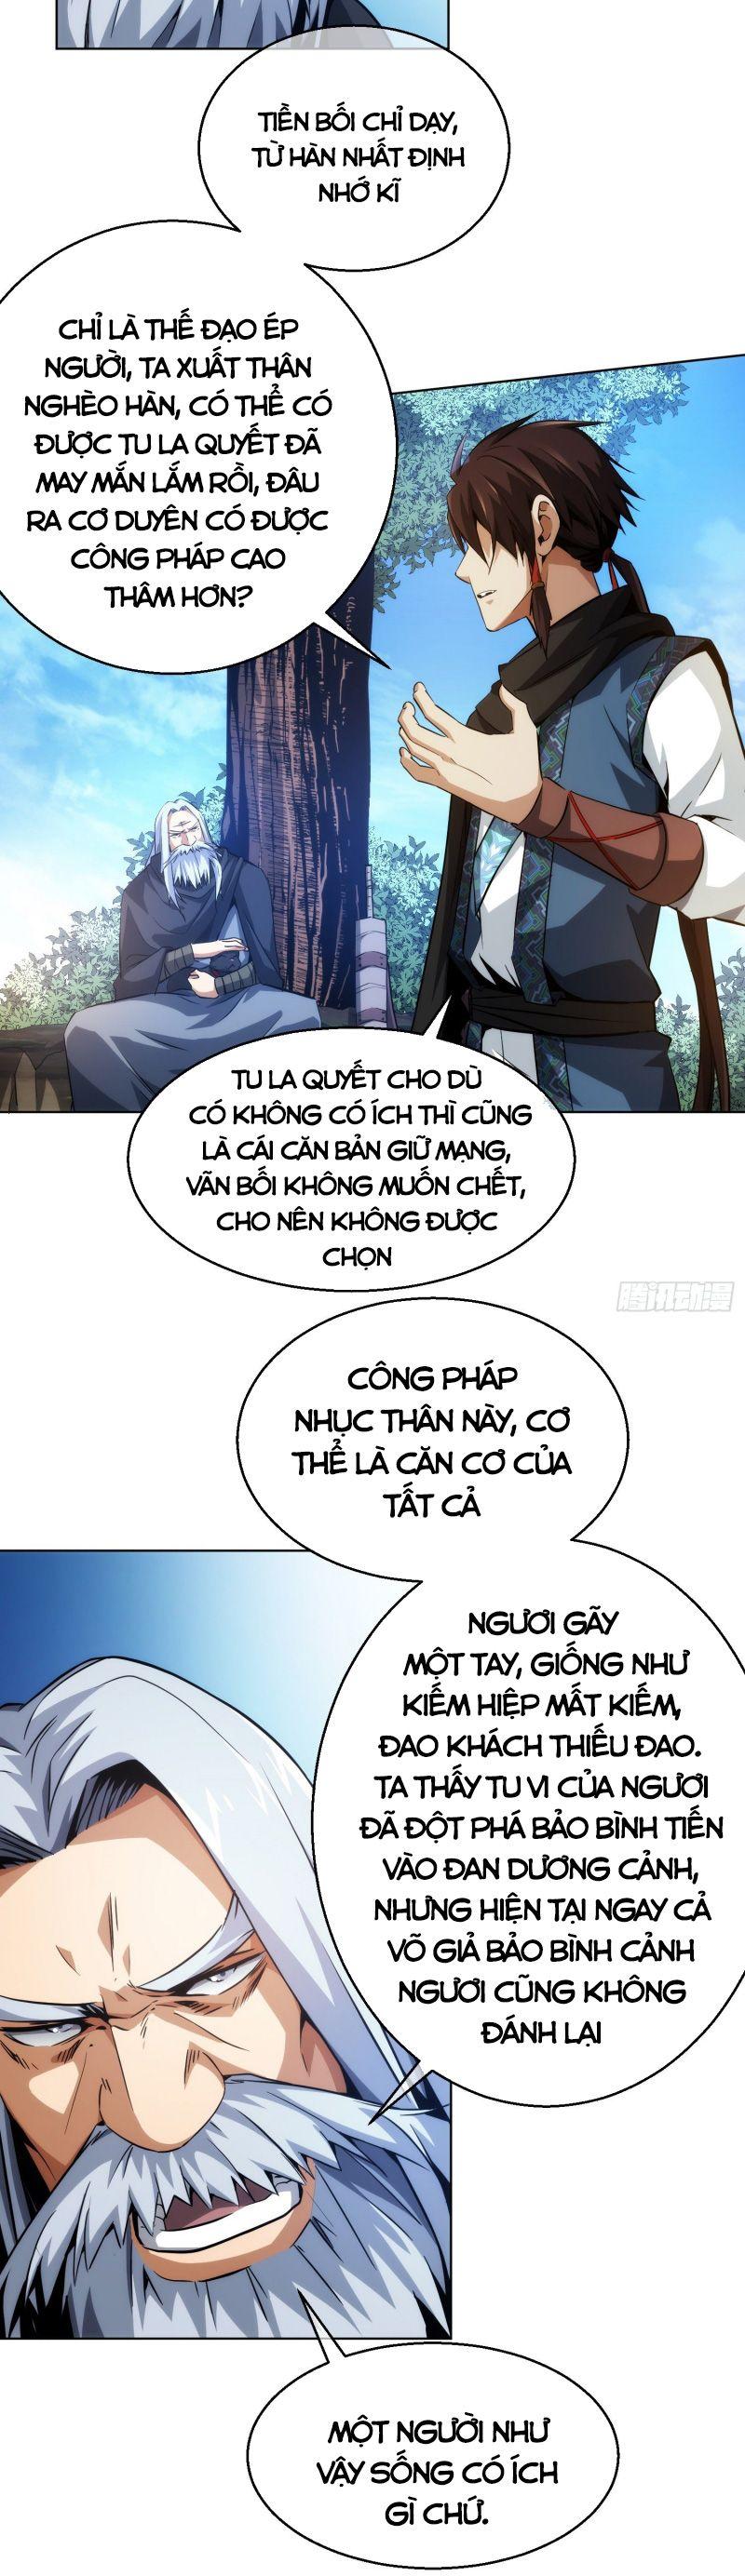 TIỀN BỐI CHỈ DẠY,
TỪ HÀN NHẤT ĐỊNH
NHỚ KĨ
CHỈ LÀ THẾ ĐẠO ÉP
NGƯỜI, TA XUẤT THÂN
NGHÈO HÀN, CÓ THỂ CÓ
ĐƯỢC TU LA QUYẾT ĐÃ
MAY MẮN LẮM RỒI, ĐÂU
RA CƠ DUYÊN CÓ ĐƯỢC
CÔNG PHÁP CAO
THÂM HƠN?
TU LA QUYẾT CHO DÙ
CÓ KHÔNG CÓ ÍCH THÌ CŨNG
LÀ CÁI CĂN BẢN GIỮ MẠNG,
VÃN BỐI KHÔNG MUỐN CHẾT,
CHO NÊN KHÔNG ĐƯỢC
CHỌN
腾讯动漫
CÔNG PHÁP
NHỤC THÂN NÀY, CƠ
THỂ LÀ CĂN CƠ CỦA
TẤT CẢ
NGƯƠI GÃY
MỘT TAY, GIỐNG NHƯ
KIẾM HIỆP MẤT KIẾM,
ĐAO KHÁCH THIẾU ĐAO.
TA THẤY TU VI CỦA NGƯƠI
ĐÃ ĐỘT PHÁ BẢO BÌNH TIẾN
VÀO ĐAN DƯƠNG CẢNH,
NHƯNG HIỆN TẠI NGAY CẢ
VÕ GIẢ BẢO BÌNH CẢNH
NGƯƠI CŨNG KHÔNG
ĐÁNH LẠI
MỘT NGƯỜI NHƯ
VẬY SỐNG CÓ ÍCH
GÌ CHỨ.